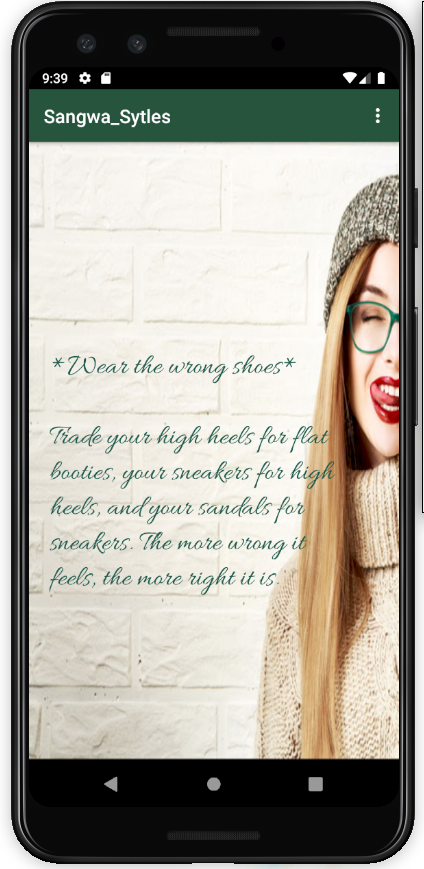 9:39
Sangwa_Sytles
*Wear the wrong shoes*
Trade your high heels for flat
booties, your sneakers for high
heels, and your sandals for
sneakers. The more wrong it
feels, the more right it is.